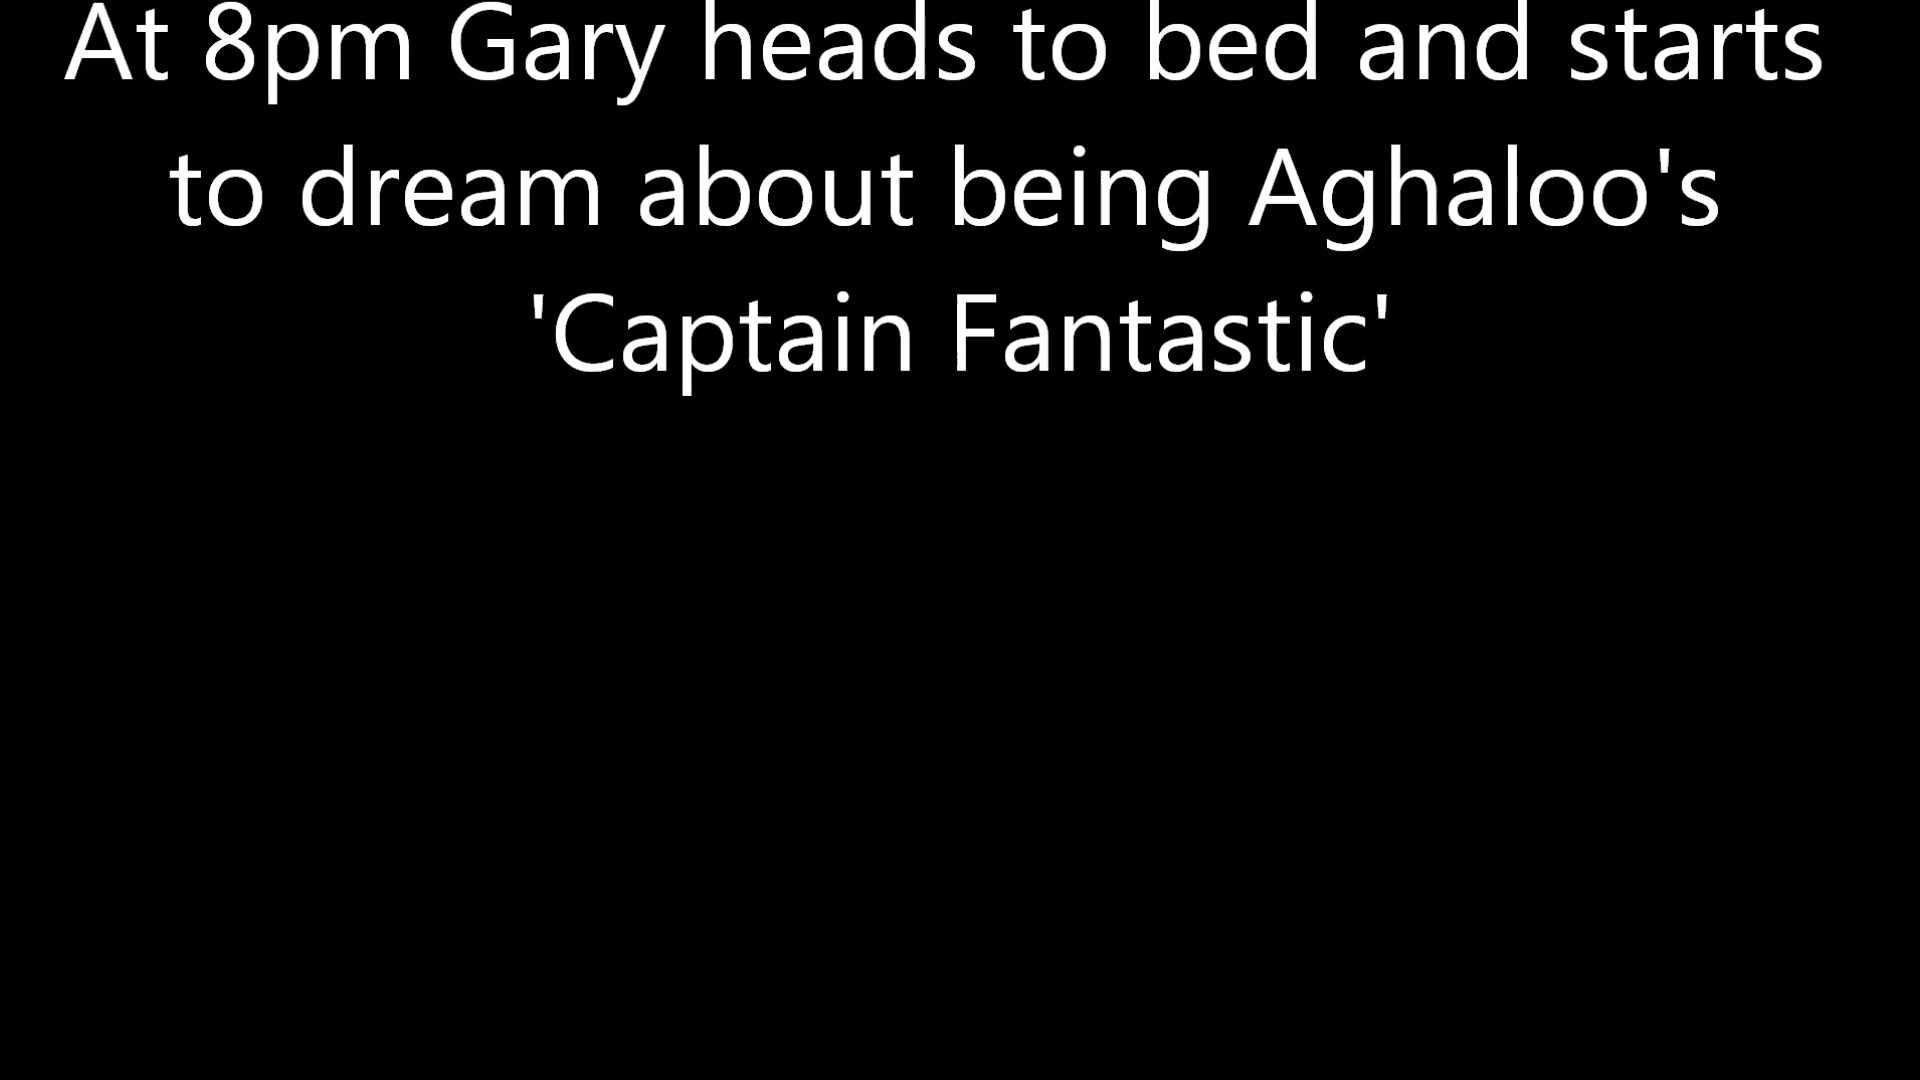 At 8pm Gary heads to bed and starts
to dream about being Aghaloo's
'Captain Fantastic'